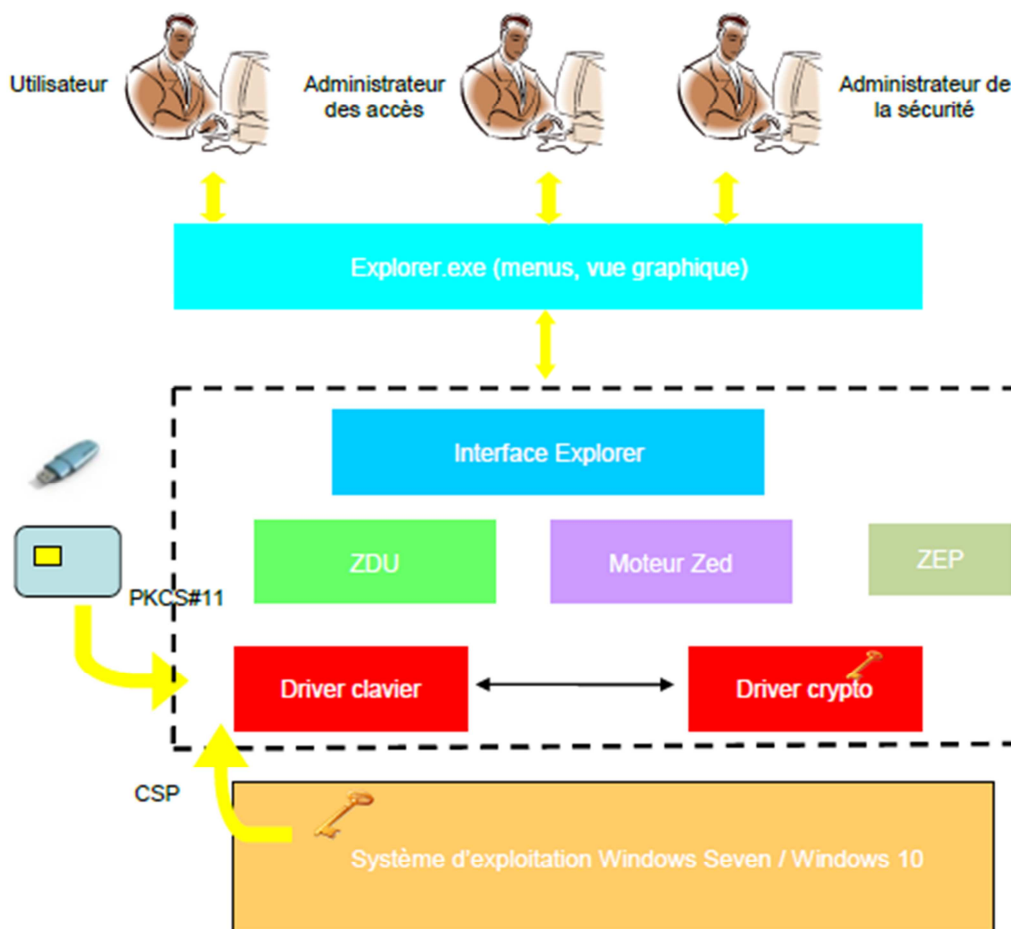 Utilisateur
Administrateur
des accès
Administrateur de
la sécurité
Explorer.exe (menus, vue graphique)
Interface Explorer
ZDU
Moteur Zed
ZEP
PKCS#11
Driver clavier
Driver crypto
CSP
Système d'exploitation Windows Seven / Windows 10